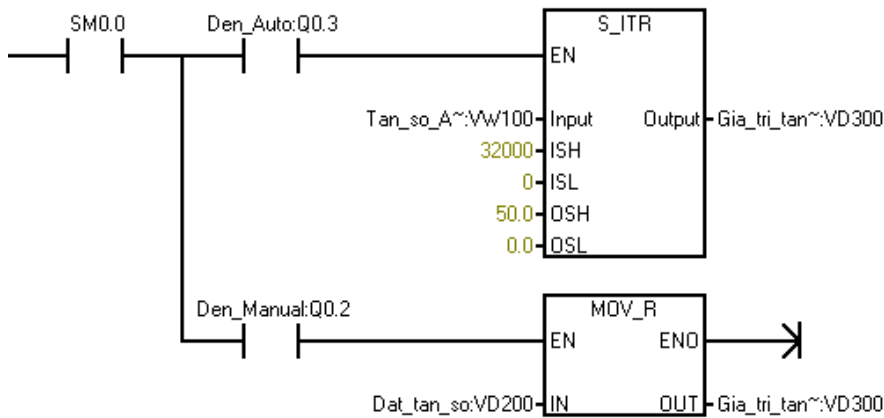 SM0.0 Den_Auto:Q0.3 S_ITR
EN
Tan_so_A~:VW100 Input Output Gia_tri_tan~:VD300
32000 ISH
0 ISL
50.0 OSH
0.0 OSL
Den_Manual:Q0.2 MOV_R
EN ENO
Dat_tan_so:VD200 IN OUT Gia_tri_tan~:VD300